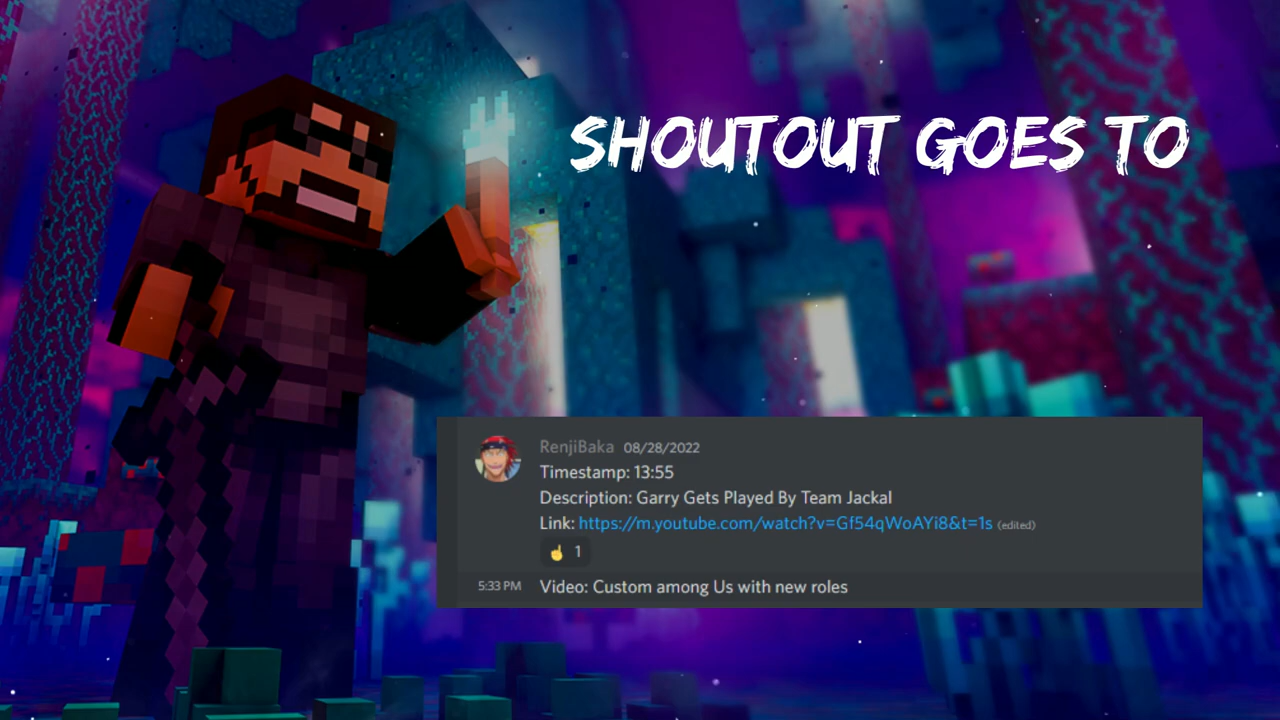 SHOUTOUT GOES TO
RenjiBaka 08/28/2022
Timestamp: 13:55
Description: Garry Gets Played By Team Jackal
Link: https://m.youtube.com/watch?v=Gf54qWoAYi8&t=1s (edited)
☝ 1
5:33 PM Video: Custom among Us with new roles